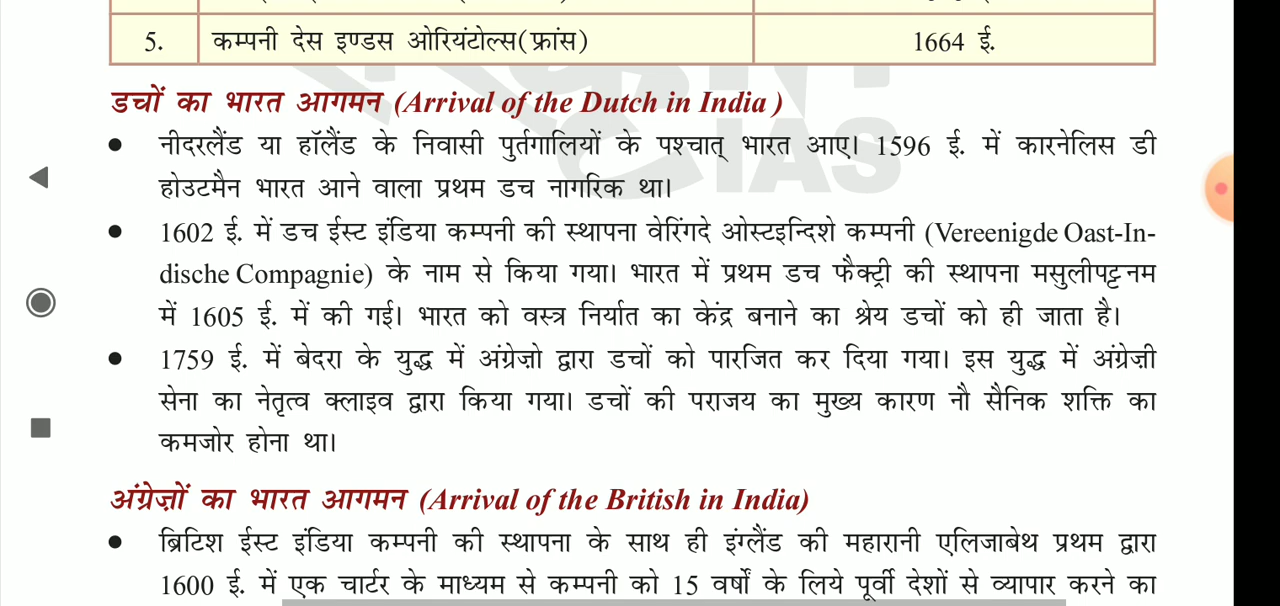 5. कम्पनी देस इण्डस ओरियंटोल्स(फ्रांस) 1664 ई.
डचों का भारत आगमन (Arrival of the Dutch in India )
● नीदरलैंड या हॉलैंड के निवासी पुर्तगालियों के पश्चात् भारत आए। 1596 ई. में कारनेलिस डी
होउटमैन भारत आने वाला प्रथम डच नागरिक था।
● 1602 ई. में डच ईस्ट इंडिया कम्पनी की स्थापना वेरिंगदे ओस्टइन्दिशे कम्पनी (Vereenigde Oast-In-
dische Compagnie) के नाम से किया गया। भारत में प्रथम डच फैक्ट्री की स्थापना मसुलीपट्टनम
में 1605 ई. में की गई। भारत को वस्त्र निर्यात का केंद्र बनाने का श्रेय डचों को ही जाता है।
● 1759 ई. में बेदरा के युद्ध में अंग्रेज़ो द्वारा डचों को पारजित कर दिया गया। इस युद्ध में अंग्रेज़ी
सेना का नेतृत्व क्लाइव द्वारा किया गया। डचों की पराजय का मुख्य कारण नौ सैनिक शक्ति का
कमजोर होना था।
अंग्रेज़ों का भारत आगमन (Arrival of the British in India)
● ब्रिटिश ईस्ट इंडिया कम्पनी की स्थापना के साथ ही इंग्लैंड की महारानी एलिजाबेथ प्रथम द्वारा
1600 ई. में एक चार्टर के माध्यम से कम्पनी को 15 वर्षों के लिये पूर्वी देशों से व्यापार करने का
IAS